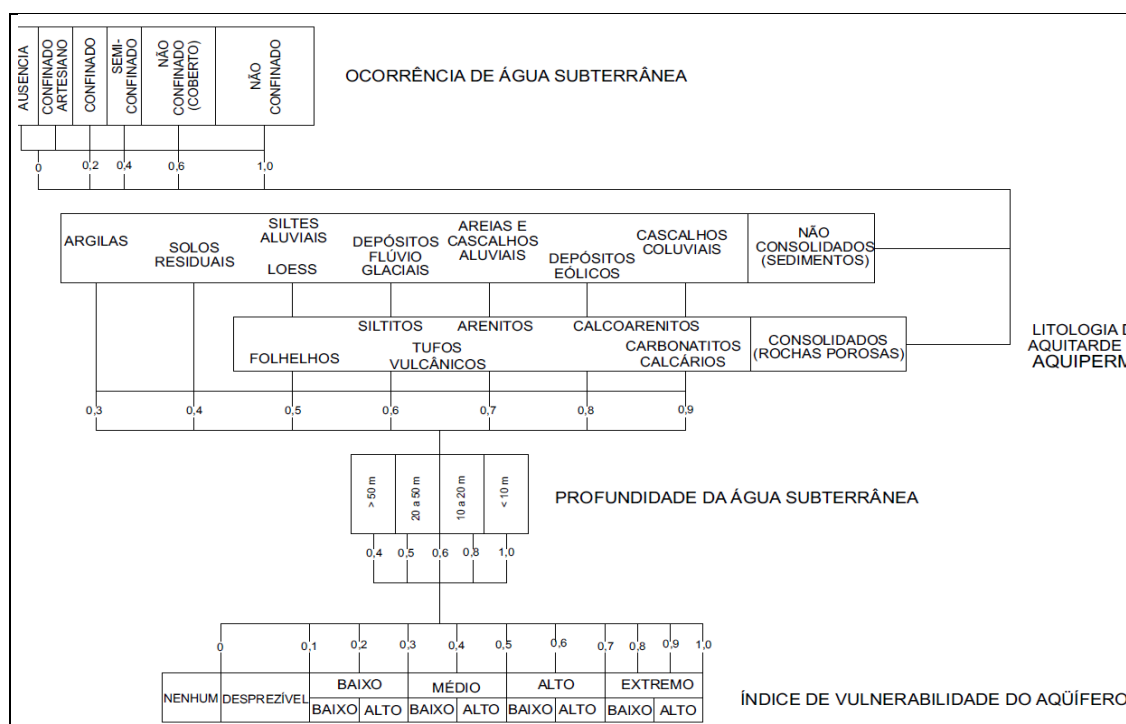 AUSENCIA
CONFINADO
ARTESIANO
CONFINADO
SEMI-
CONFINADO
NÃO
CONFINADO
(COBERTO)
NÃO
CONFINADO
OCORRÊNCIA DE ÁGUA SUBTERRÂNEA
0 0,2 0,4 0,6 1,0
ARGILAS
SOLOS
RESIDUAIS
SILTES
ALUVIAIS
LOESS
DEPÓSITOS
FLÚVIO
GLACIAIS
AREIAS E
CASCALHOS
ALUVIAIS
DEPÓSITOS
EÓLICOS
CASCALHOS
COLUVIAIS
NÃO
CONSOLIDADOS
(SEDIMENTOS)
FOLHELHOS
SILTITOS
TUFOS
VULCÂNICOS
ARENITOS
CALCOARENITOS
CARBONATITOS
CALCÁRIOS
CONSOLIDADOS
(ROCHAS POROSAS)
LITOLOGIA D
AQUITARDE
AQUIPERM
0,3 0,4 0,5 0,6 0,7 0,8 0,9
> 50 m
20 a 50 m
10 a 20 m
< 10 m
PROFUNDIDADE DA ÁGUA SUBTERRÂNEA
0,4 0,5 0,6 0,8 1,0
0 0,1 0,2 0,3 0,4 0,5 0,6 0,7 0,8 0,9 1,0
NENHUM DESPREZÍVEL BAIXO MÉDIO ALTO EXTREMO
BAIXO ALTO BAIXO ALTO BAIXO ALTO BAIXO ALTO
ÍNDICE DE VULNERABILIDADE DO AQÜÍFERO